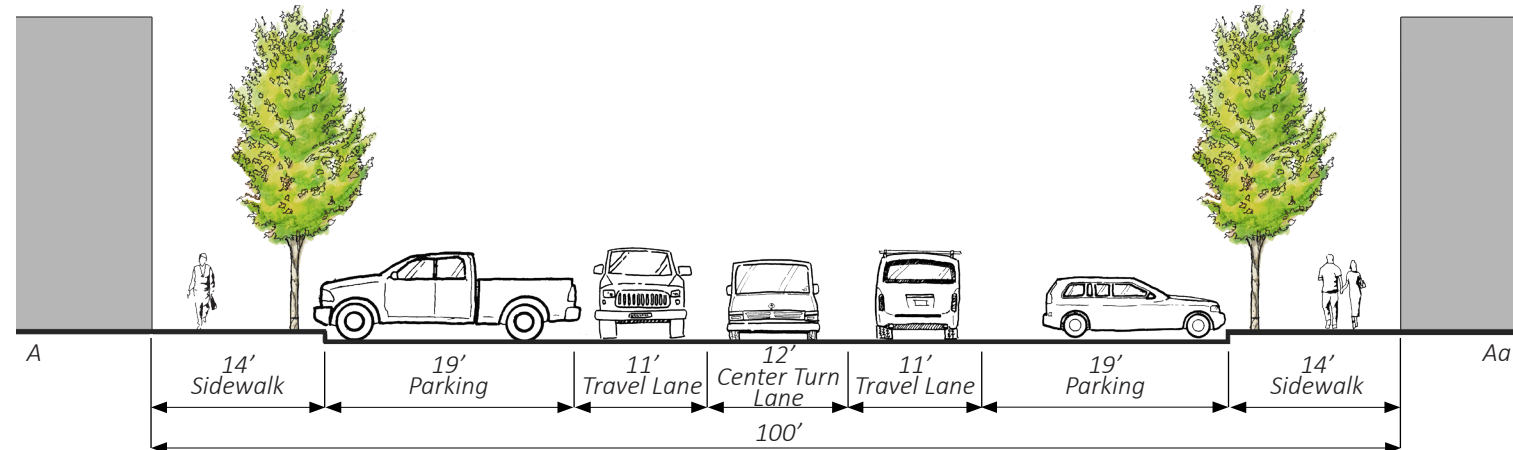 A
Aa
14’
Sidewalk
19’
Parking
11’
Travel Lane
12’
Center Turn
Lane
11’
Travel Lane
19’
Parking
14’
Sidewalk
100’